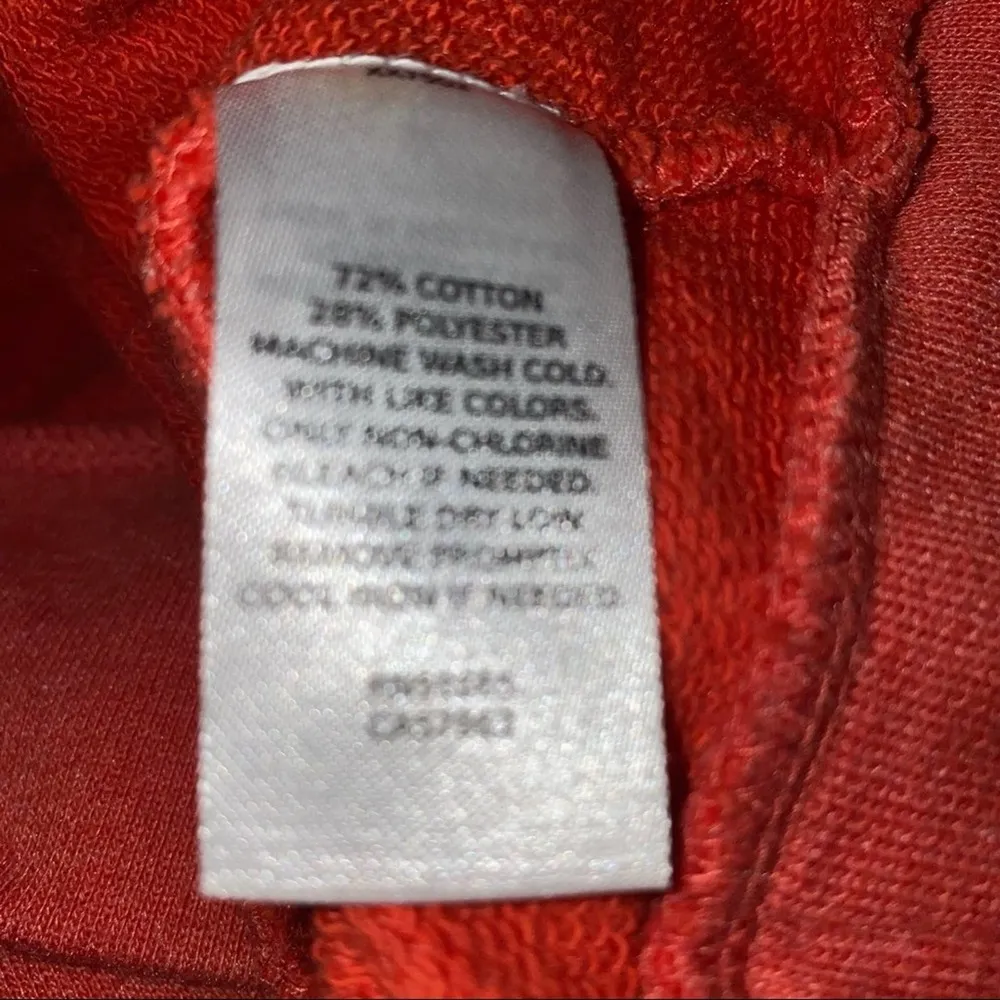 72% COTTON
28% POLYESTER
MACHINE WASH COLD.
WITH LIKE COLORS.
ONLY NON-CHLORINE
BLEACH IF NEEDED.
TUMBLE DRY LOW
REMOVE PROMPTLY.
COOL IRON IF NEEDED